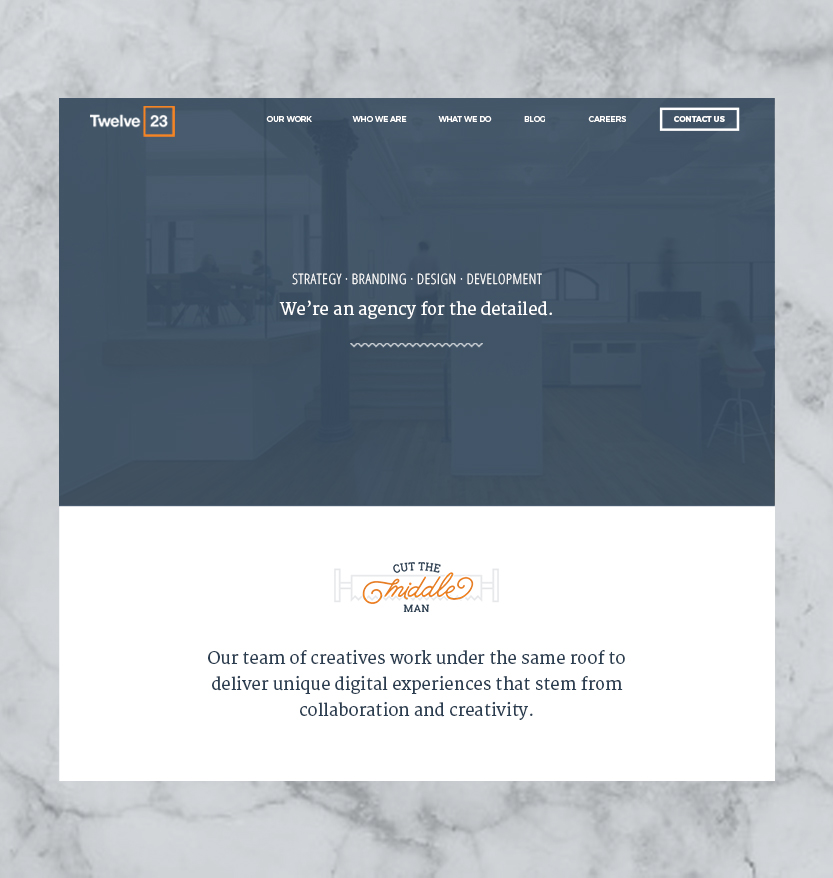 Twelve 23
OUR WORK WHO WE ARE WHAT WE DO BLOG CAREERS CONTACT US
STRATEGY · BRANDING · DESIGN · DEVELOPMENT
We’re an agency for the detailed.
CUT THE
middle
MAN
Our team of creatives work under the same roof to
deliver unique digital experiences that stem from
collaboration and creativity.